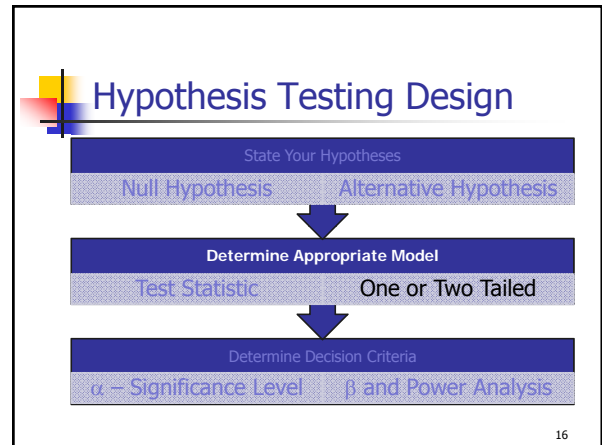 Hypothesis Testing Design
State Your Hypotheses
Null Hypothesis Alternative Hypothesis
Determine Appropriate Model
Test Statistic One or Two Tailed
Determine Decision Criteria
α – Significance Level β and Power Analysis
16